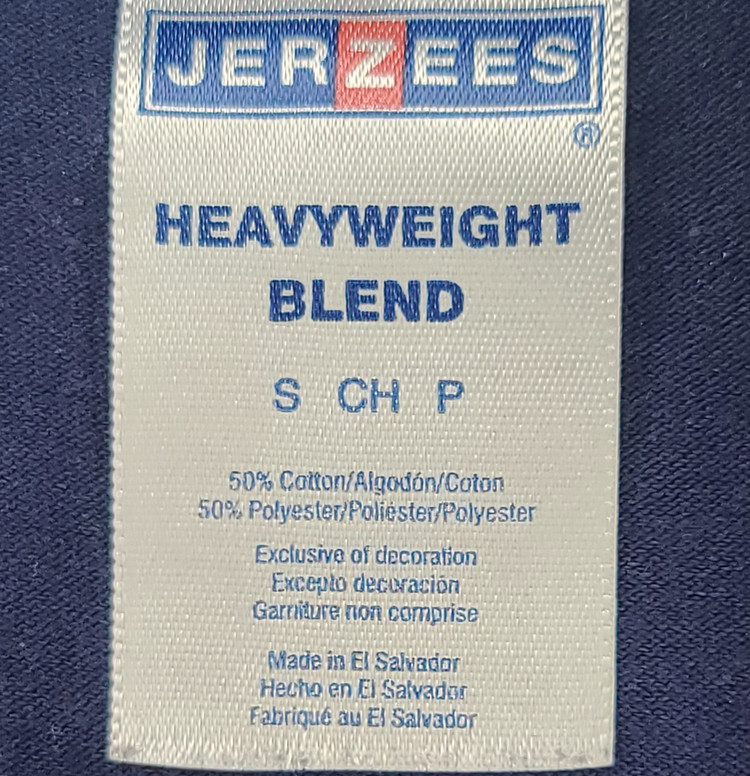 JERZEES
®
HEAVYWEIGHT
BLEND
S CH P
50% Cotton/Algodón/Coton
50% Polyester/Poliéster/Polyester
Exclusive of decoration
Excepto decoración
Garniture non comprise
Made in El Salvador
Hecho en El Salvador
Fabriqué au El Salvador